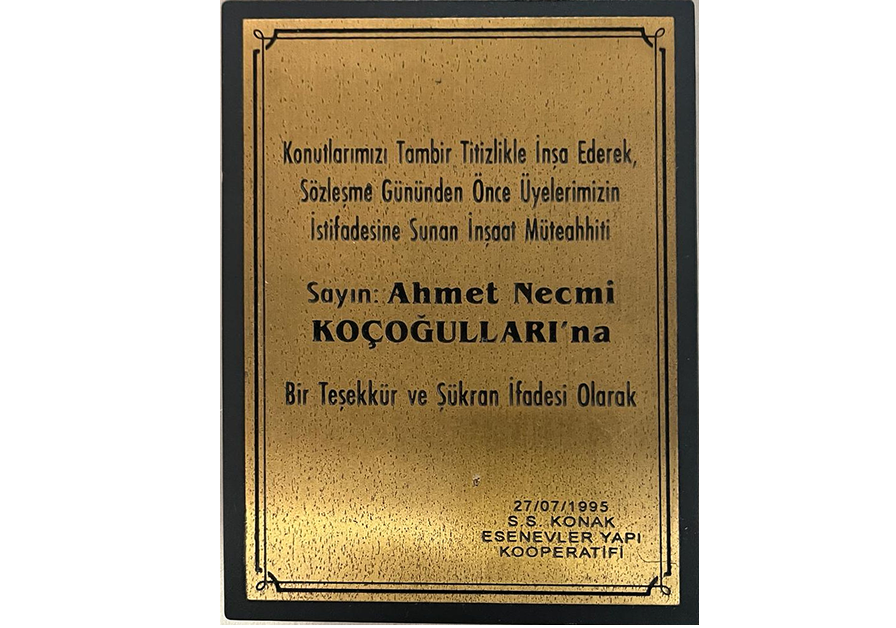 Konutlarımızı Tambir Titizlikle İnşa Ederek,
Sözleşme Gününden Önce Üyelerimizin
İstifadesine Sunan İnşaat Müteahhiti
Sayın: Ahmet Necmi
KOÇOĞULLARI'na
Bir Teşekkür ve Şükran İfadesi Olarak
27/07/1995
S.S. KONAK
ESENEVLER YAPI
KOOPERATİFİ